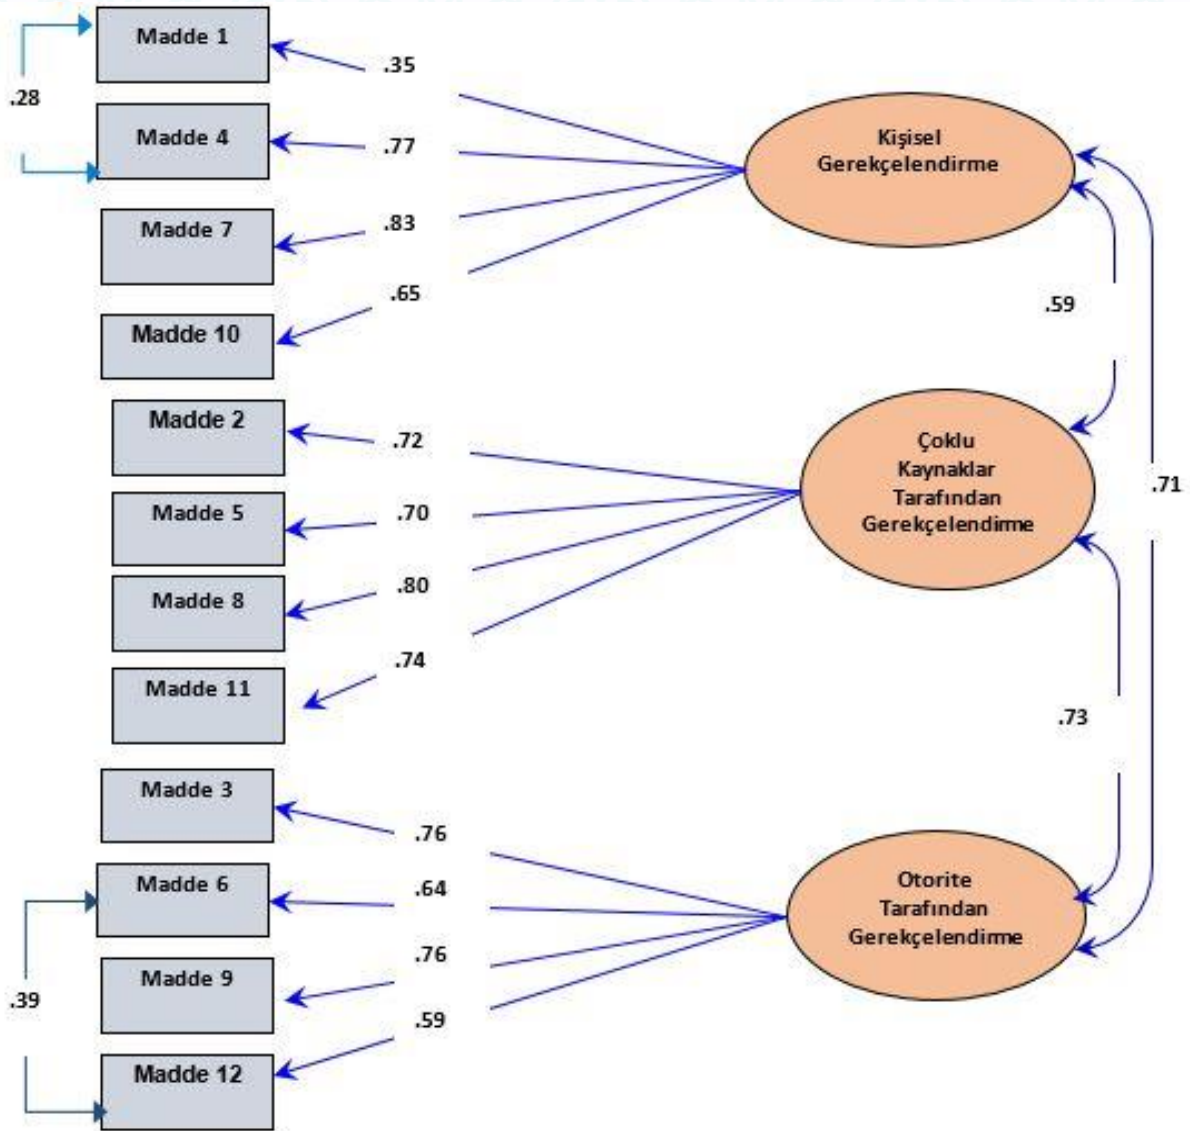 Madde 1
.35
.28
Madde 4
.77
Kişisel
Gerekçelendirme
Madde 7
.83
.65
Madde 10
.59
Madde 2
.72
Çoklu
Kaynaklar
Tarafından
Gerekçelendirme
.71
Madde 5
.70
Madde 8
.80
.74
Madde 11
.73
Madde 3
.76
Madde 6
.64
Otorite
Tarafından
Gerekçelendirme
Madde 9
.76
.39
.59
Madde 12